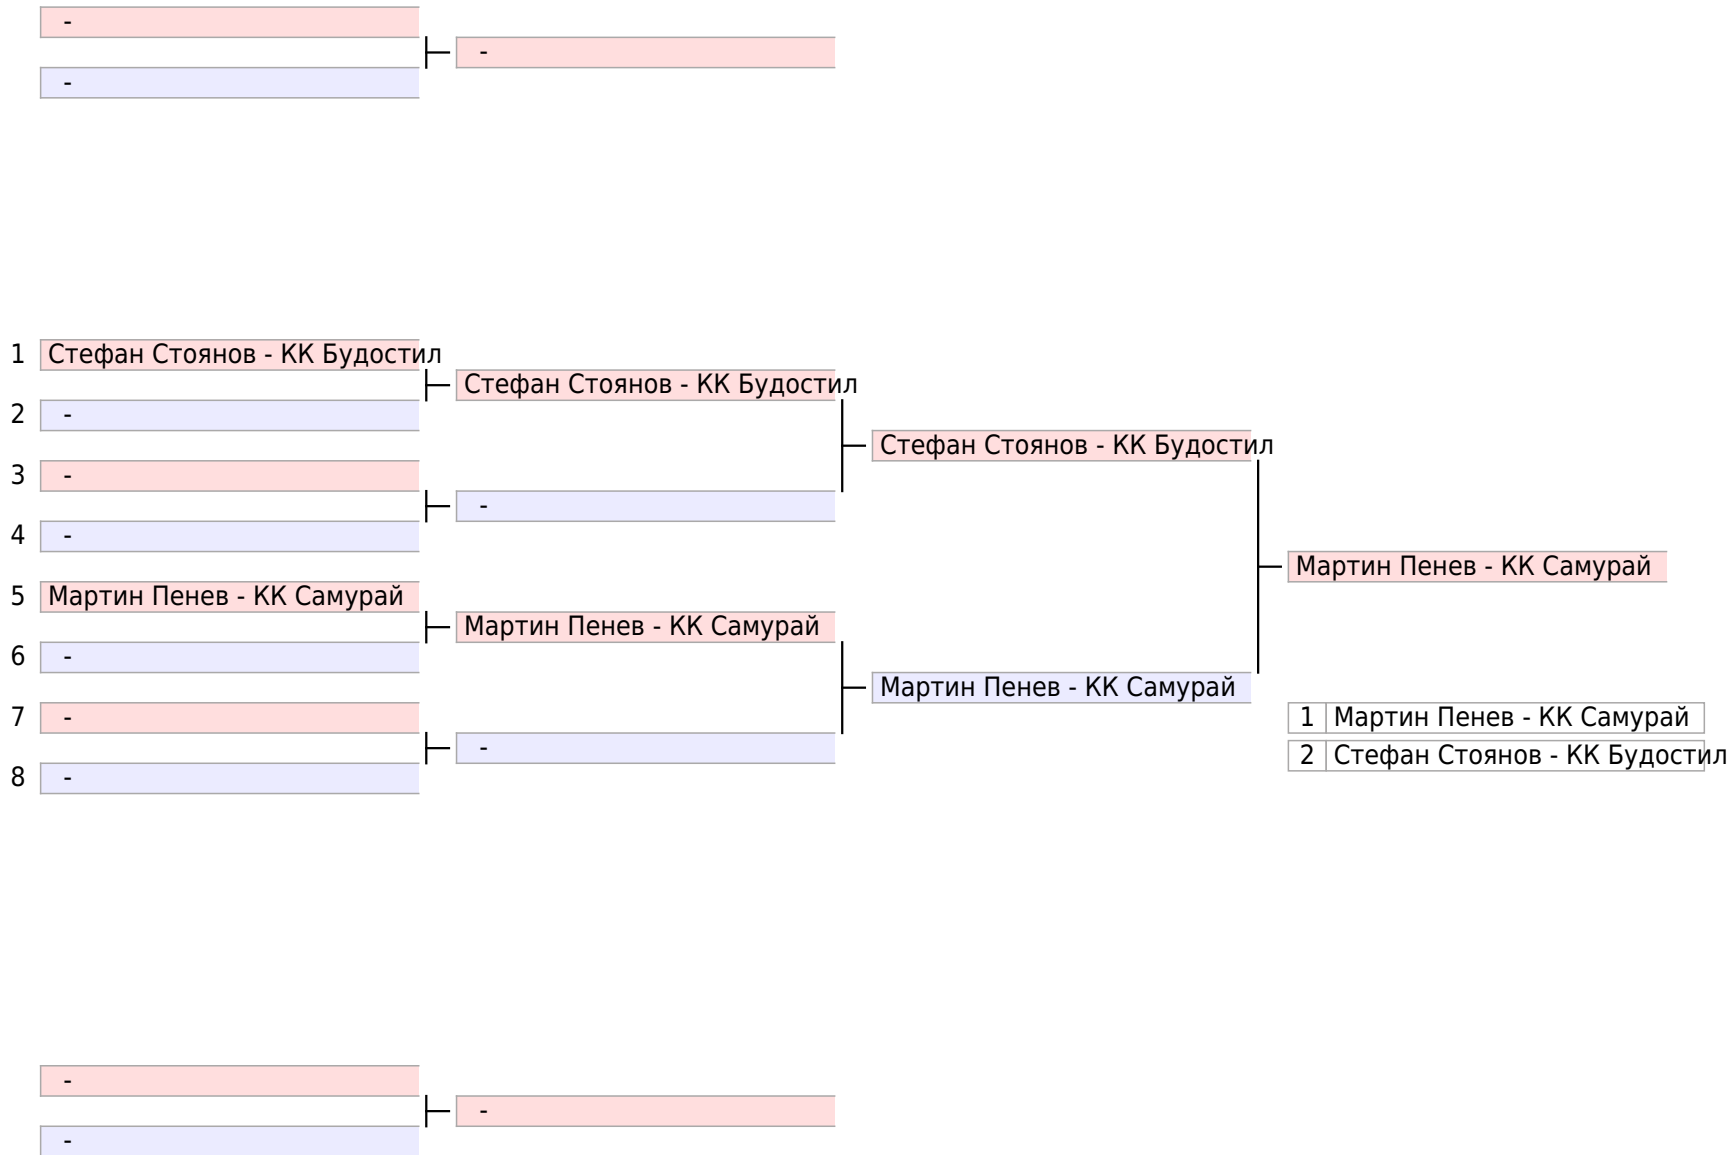 -
-
-
1 Стефан Стоянов - КК Будостил
Стефан Стоянов - КК Будостил
2 -
Стефан Стоянов - КК Будостил
3 -
-
4 -
Мартин Пенев - КК Самурай
5 Мартин Пенев - КК Самурай
Мартин Пенев - КК Самурай
6 -
Мартин Пенев - КК Самурай
7 -
1 Мартин Пенев - КК Самурай
-
2 Стефан Стоянов - КК Будостил
8 -
-
-
-